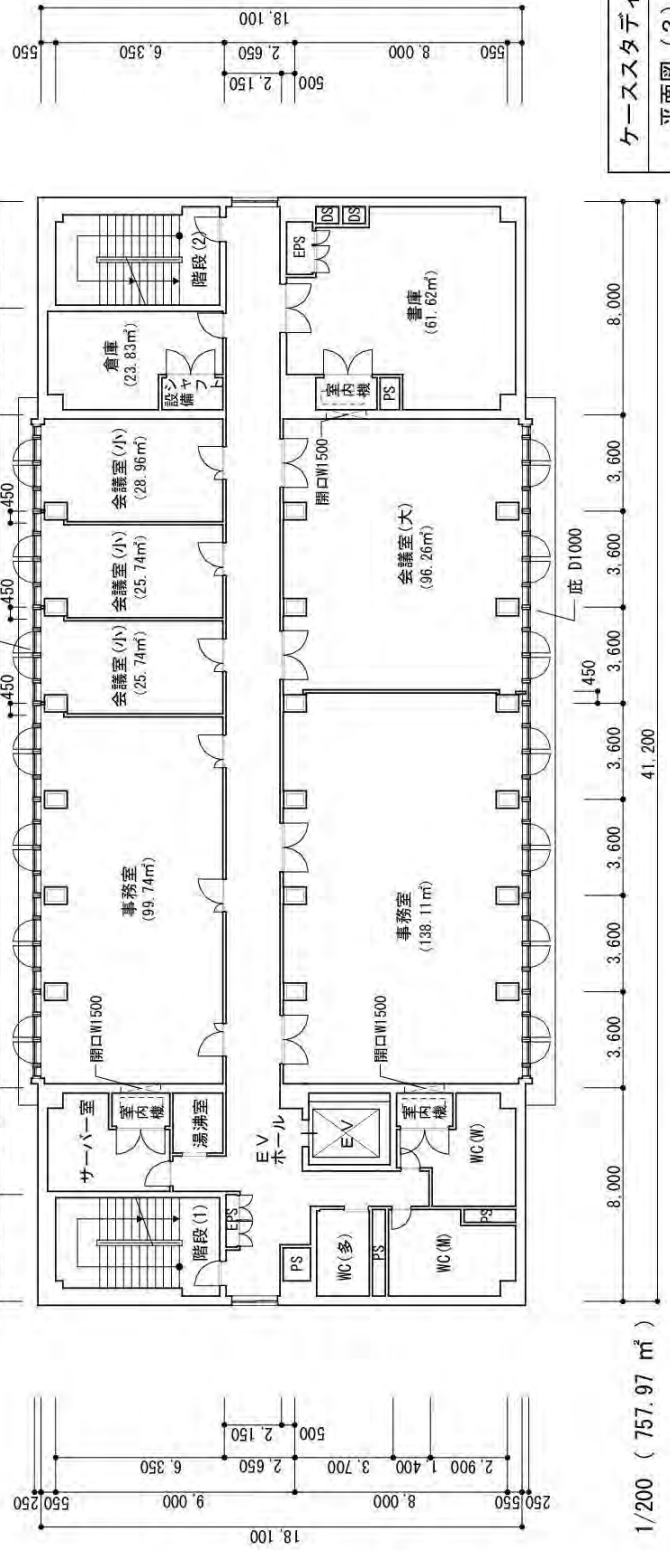 18,100
550
6,350
2,650
8,000
550
2,150
500
ケーススタディ
階段(2)
倉庫
(23.83㎡)
設備シャフト
EPS
DS
DS
書庫
(61.62㎡)
室内機
PS
開口W1500
会議室(小)
(28.96㎡)
会議室(小)
(25.74㎡)
会議室(小)
(25.74㎡)
会議室(大)
(96.26㎡)
450
450
450
庇 D1000
450
事務室
(99.74㎡)
事務室
(138.11㎡)
開口W1500
開口W1500
サーバー室
室内機
湯沸室
EV
ホール
EV
室内機
WC(W)
階段(1)
EPS
PS
WC(多)
PS
WC(M)
PS
8,000
3,600
3,600
3,600
3,600
3,600
3,600
3,600
8,000
41,200
250
550
6,350
2,650
3,700
1,400
2,900
550
250
2,150
500
9,000
8,000
18,100
1/200 ( 757.97 ㎡ )